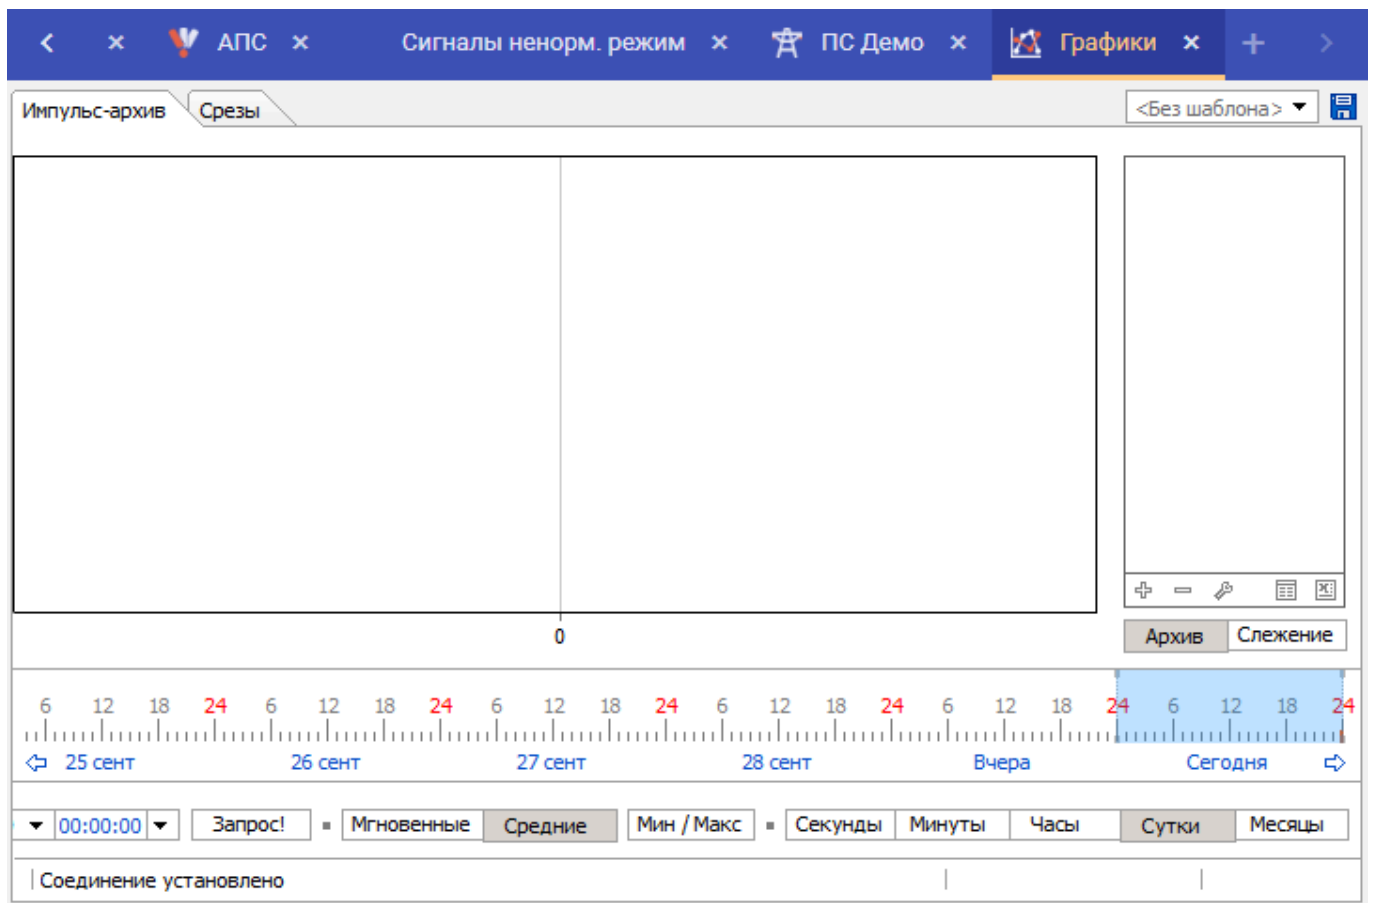 АПС Сигналы ненорм. режим ПС Демо Графики
Импульс-архив Срезы <Без шаблона>
0
Архив Слежение
6 12 18 24 6 12 18 24 6 12 18 24 6 12 18 24 6 12 18 24 6 12 18 24
25 сент 26 сент 27 сент 28 сент Вчера Сегодня
00:00:00 Запрос! Мгновенные Средние Мин / Макс Секунды Минуты Часы Сутки Месяцы
Соединение установлено